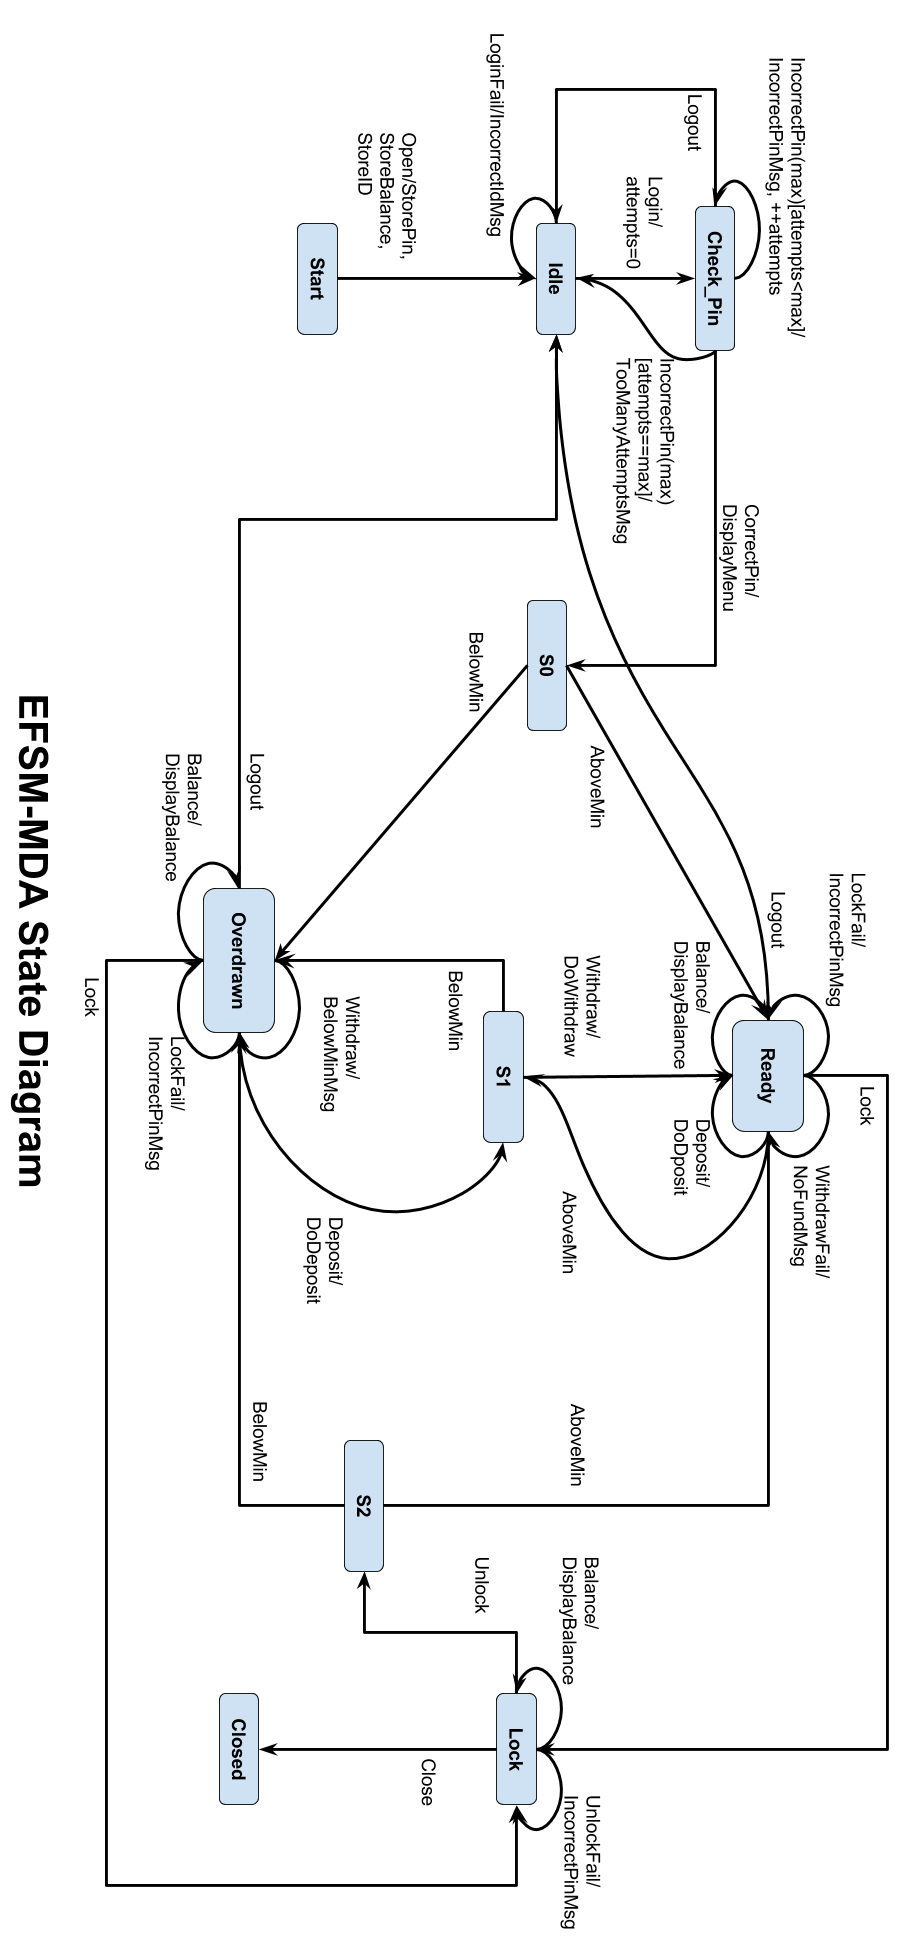 IncorrectPin(max)[attempts<max]/
IncorrectPinMsg, ++attempts
Logout
Check_Pin
Login/
attempts=0
LoginFail/IncorrectIdMsg
Idle
Open/StorePin,
StoreBalance,
StoreID
Start
IncorrectPin(max)
[attempts==max]/
TooManyAttemptsMsg
CorrectPin/
DisplayMenu
S0
BelowMin
AboveMin
Logout
Balance/
DisplayBalance
Logout
LockFail/
IncorrectPinMsg
Balance/
DisplayBalance
Ready
Lock
WithdrawFail/
NoFundMsg
Deposit/
DoDposit
Withdraw/
DoWithdraw
S1
AboveMin
BelowMin
Overdrawn
Withdraw/
BelowMinMsg
LockFail/
IncorrectPinMsg
Lock
Deposit/
DoDeposit
AboveMin
BelowMin
S2
Unlock
Balance/
DisplayBalance
Lock
UnlockFail/
IncorrectPinMsg
Close
Closed
EFSM-MDA State Diagram